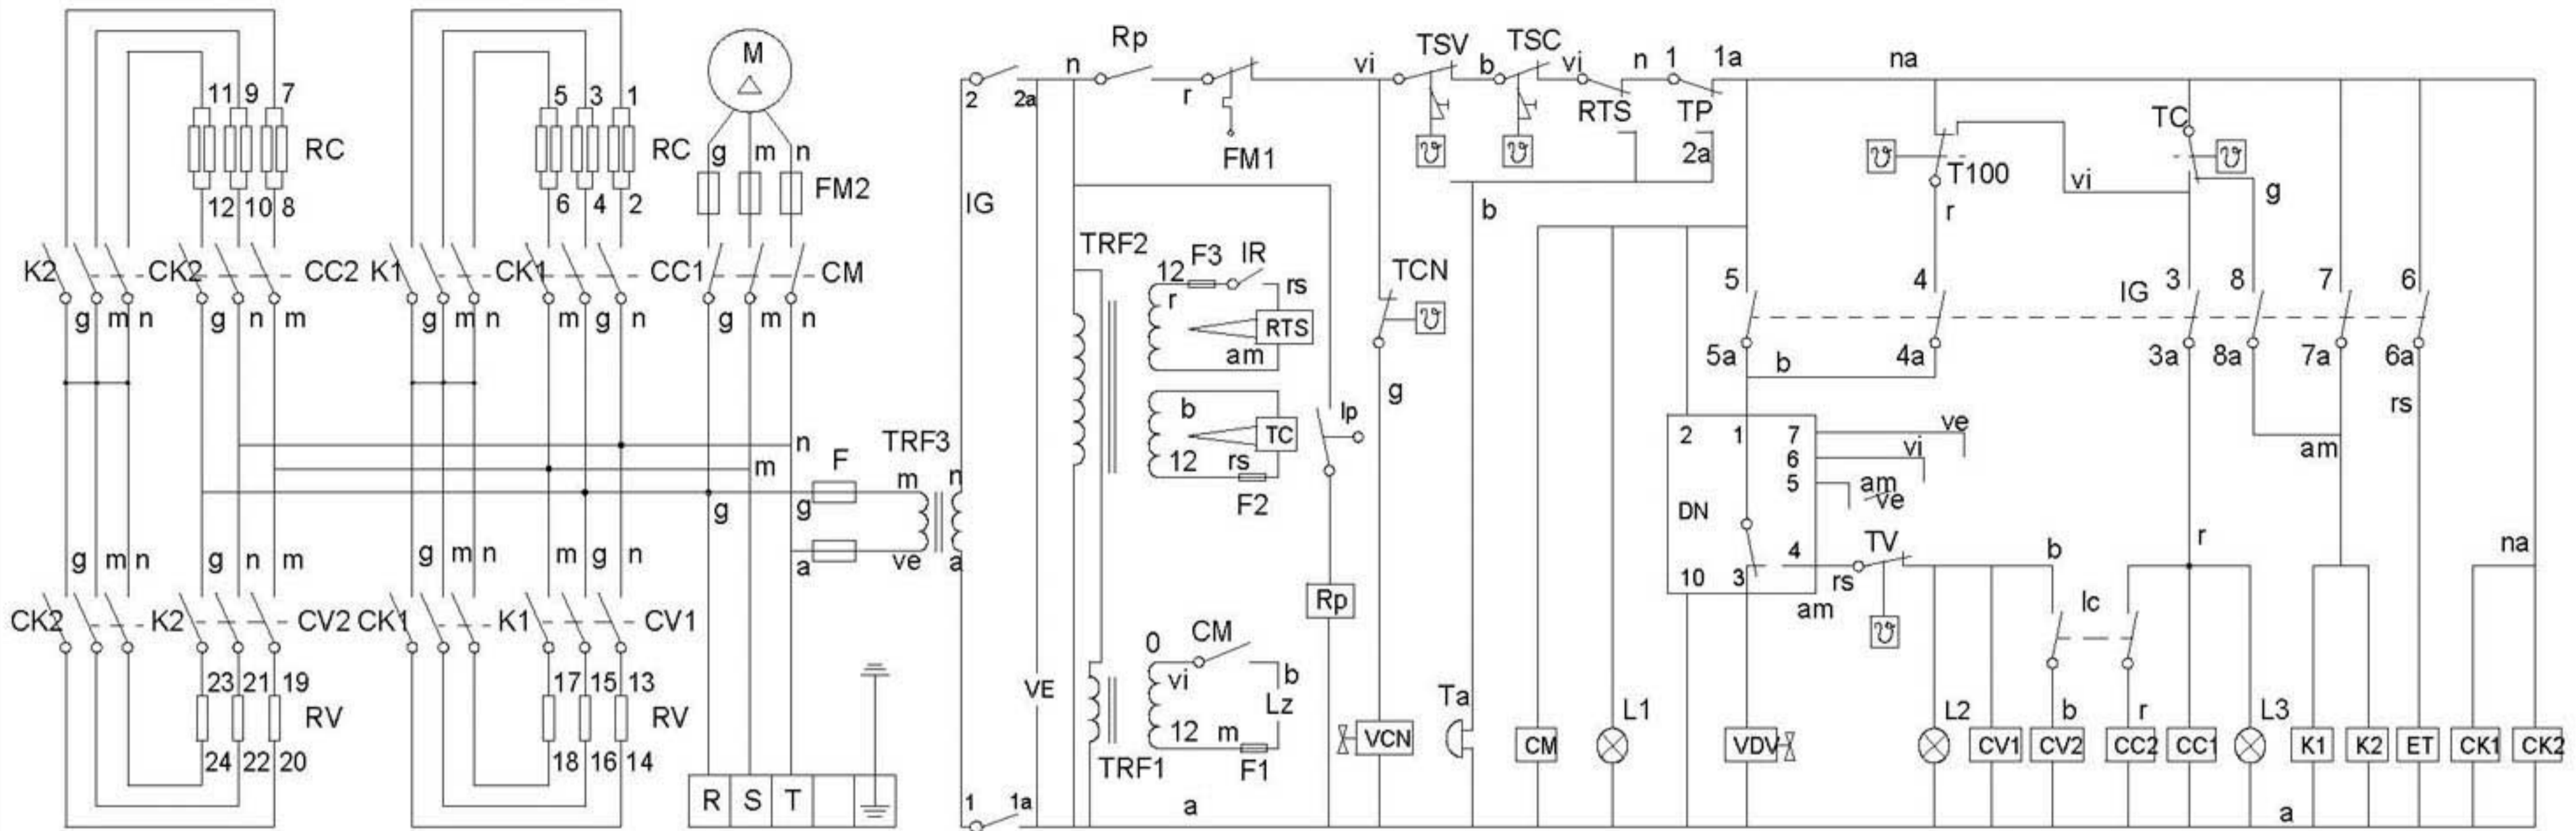 M
Rp
n
2
2a
r
FM1
vi
TSV
b
TSC
vi
RTS
n
1
1a
TP
2a
b
na
11 9 7
RC
12 10 8
5 3 1
RC
6 4 2
g m n
FM2
IG
ϑ
ϑ
ϑ
T100
r
vi
TC
ϑ
g
K2
CK2
CC2
K1
CK1
CC1
CM
g m n
g n m
g m n
m g n
g m n
TRF2
12
F3
IR
r
rs
RTS
am
b
TC
12
rs
F2
TCN
ϑ
g
Ip
5
4
IG
3
8
7
6
5a
b
4a
3a
8a
7a
6a
rs
am
n
m
g
g
F
a
TRF3
m
n
ve
a
2 1 7
6
5
DN
4
10 3
ve
vi
am
ve
rs
am
TV
ϑ
b
Ic
r
na
g m n
g n m
g m n
m g n
CK2
K2
CV2
CK1
K1
CV1
23 21 19
RV
24 22 20
17 15 13
RV
18 16 14
R S T
VE
1
1a
0
CM
vi
b
Lz
12
m
F1
TRF1
a
Rp
VCN
Ta
CM
L1
VDV
L2
CV1
b
CV2
r
CC2
CC1
L3
K1
K2
ET
CK1
CK2
a